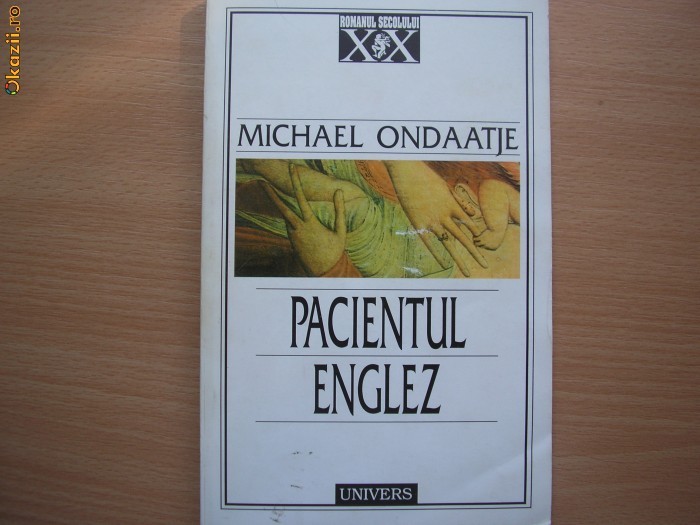 Okazii.ro
ROMANUL SECOLULUI
XX
MICHAEL ONDAATJE
PACIENTUL
ENGLEZ
UNIVERS